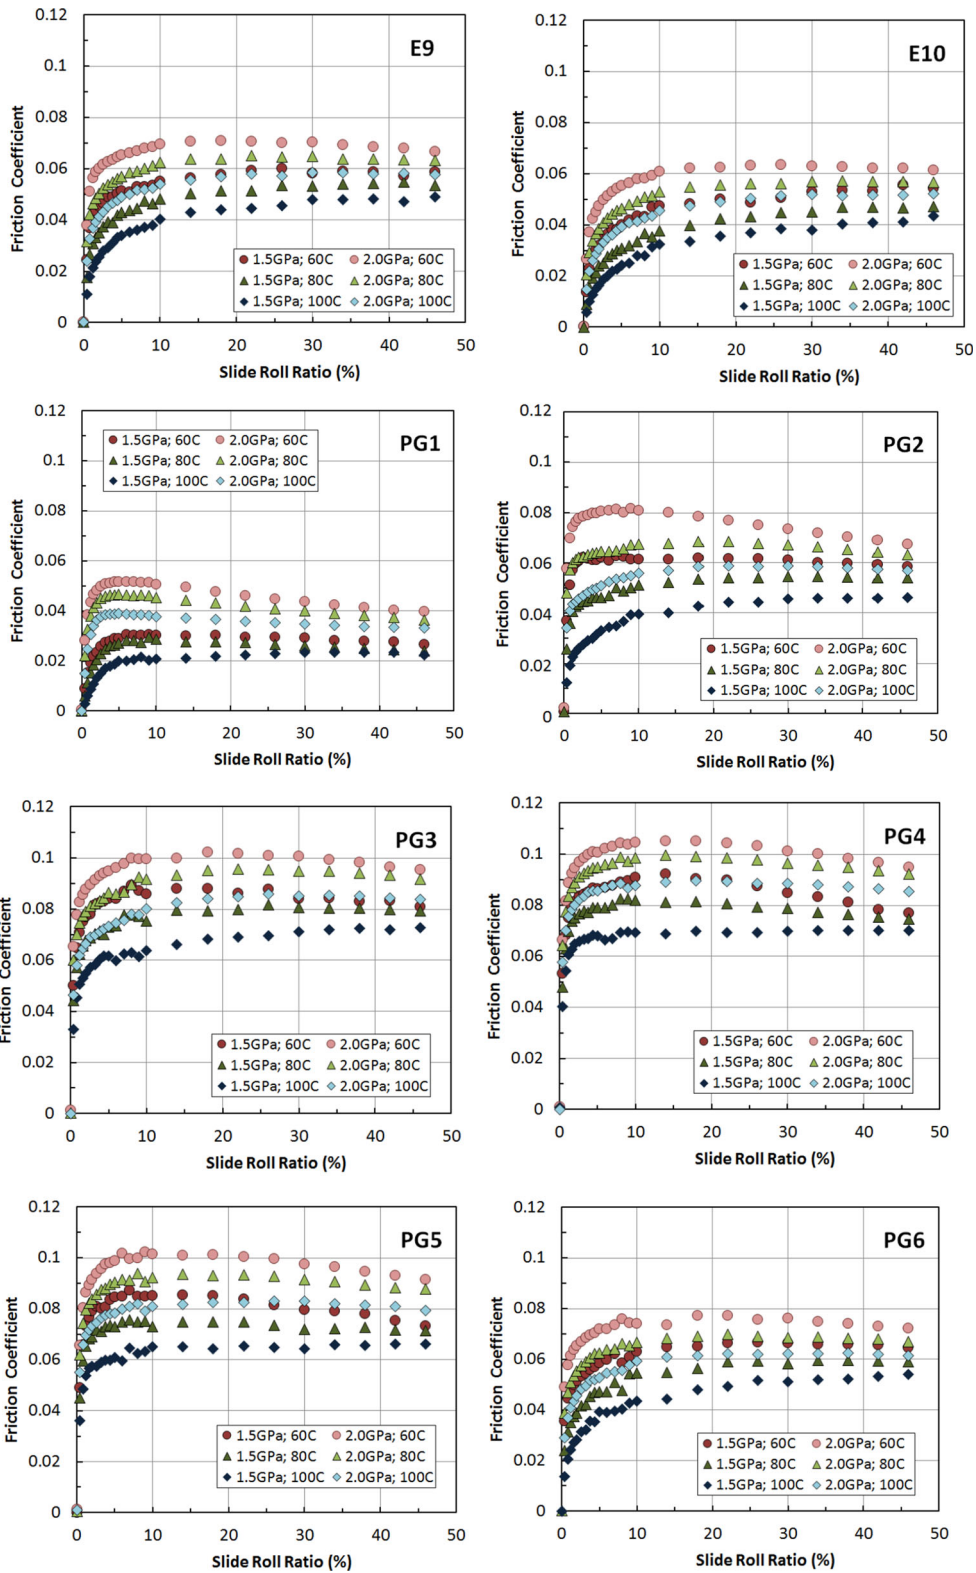 E9
0.12
0.1
0.08
0.06
0.04
0.02
0
Friction Coefficient
1.5GPa; 60C 2.0GPa; 60C
1.5GPa; 80C 2.0GPa; 80C
1.5GPa; 100C 2.0GPa; 100C
0 10 20 30 40 50
Slide Roll Ratio (%)
E10
0.12
0.1
0.08
0.06
0.04
0.02
0
Friction Coefficient
1.5GPa; 60C 2.0GPa; 60C
1.5GPa; 80C 2.0GPa; 80C
1.5GPa; 100C 2.0GPa; 100C
0 10 20 30 40 50
Slide Roll Ratio (%)
PG1
0.12
0.1
0.08
0.06
0.04
0.02
0
Friction Coefficient
1.5GPa; 60C 2.0GPa; 60C
1.5GPa; 80C 2.0GPa; 80C
1.5GPa; 100C 2.0GPa; 100C
0 10 20 30 40 50
Slide Roll Ratio (%)
PG2
0.12
0.1
0.08
0.06
0.04
0.02
0
Friction Coefficient
1.5GPa; 60C 2.0GPa; 60C
1.5GPa; 80C 2.0GPa; 80C
1.5GPa; 100C 2.0GPa; 100C
0 10 20 30 40 50
Slide Roll Ratio (%)
PG3
0.12
0.1
0.08
0.06
0.04
0.02
0
Friction Coefficient
1.5GPa; 60C 2.0GPa; 60C
1.5GPa; 80C 2.0GPa; 80C
1.5GPa; 100C 2.0GPa; 100C
0 10 20 30 40 50
Slide Roll Ratio (%)
PG4
0.12
0.1
0.08
0.06
0.04
0.02
0
Friction Coefficient
1.5GPa; 60C 2.0GPa; 60C
1.5GPa; 80C 2.0GPa; 80C
1.5GPa; 100C 2.0GPa; 100C
0 10 20 30 40 50
Slide Roll Ratio (%)
PG5
0.12
0.1
0.08
0.06
0.04
0.02
0
Friction Coefficient
1.5GPa; 60C 2.0GPa; 60C
1.5GPa; 80C 2.0GPa; 80C
1.5GPa; 100C 2.0GPa; 100C
0 10 20 30 40 50
Slide Roll Ratio (%)
PG6
0.12
0.1
0.08
0.06
0.04
0.02
0
Friction Coefficient
1.5GPa; 60C 2.0GPa; 60C
1.5GPa; 80C 2.0GPa; 80C
1.5GPa; 100C 2.0GPa; 100C
0 10 20 30 40 50
Slide Roll Ratio (%)